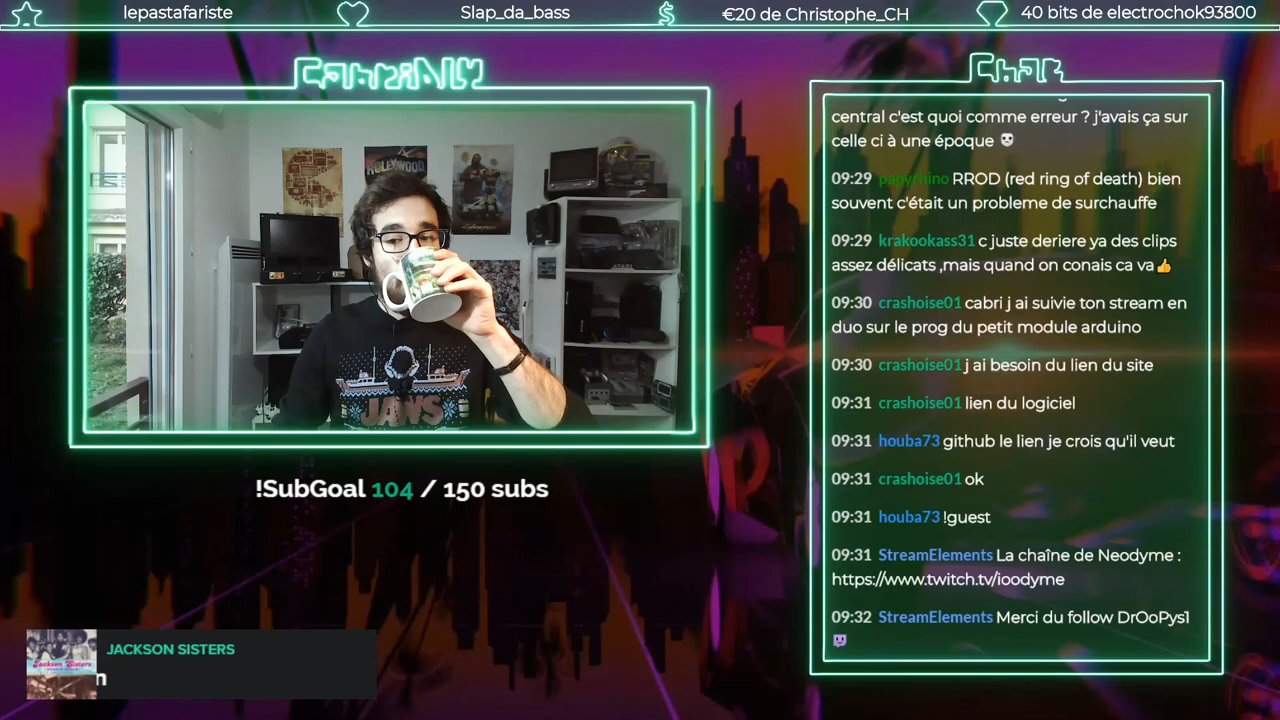 lepastafariste
Slap_da_bass
€20 de Christophe_CH
40 bits de electrochok93800
Chat
central c'est quoi comme erreur ? j'avais ça sur
celle ci à une époque
09:29 papyrhino RROD (red ring of death) bien
souvent c'était un probleme de surchauffe
09:29 krakookass31 c juste deriere ya des clips
assez délicats ,mais quand on conais ca va
09:30 crashoise01 cabri j ai suivie ton stream en
duo sur le prog du petit module arduino
09:30 crashoise01 j ai besoin du lien du site
09:31 crashoise01 lien du logiciel
09:31 houba73 github le lien je crois qu'il veut
09:31 crashoise01 ok
09:31 houba73 !guest
09:31 StreamElements La chaîne de Neodyme :
https://www.twitch.tv/ioodyme
09:32 StreamElements Merci du follow DrOoPys1
HOLLYWOOD
ATARI
JAWS
!SubGoal 104 / 150 subs
JACKSON SISTERS
Jackson Sisters
n